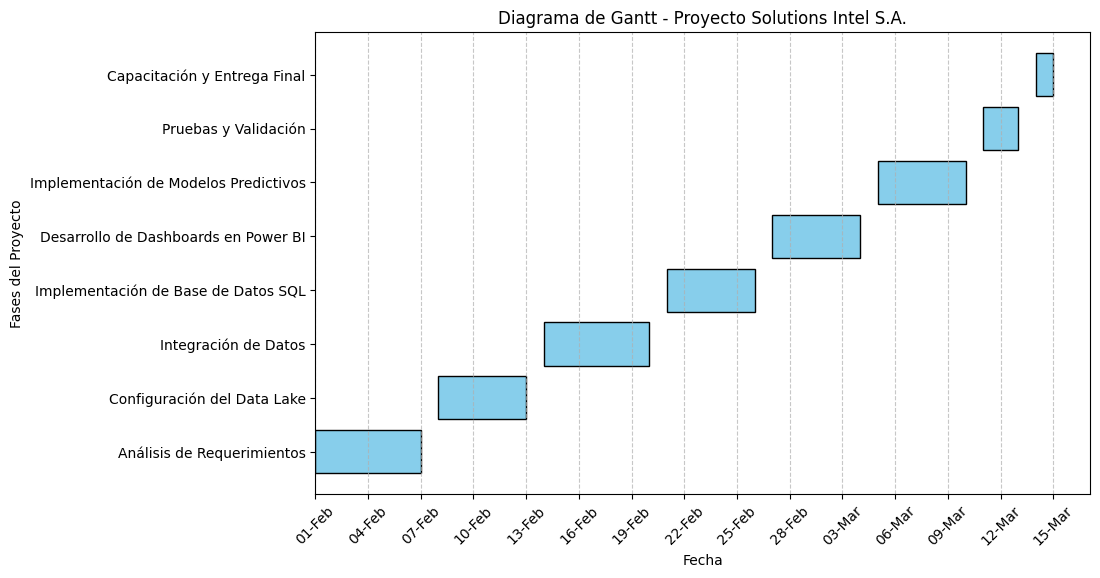 Diagrama de Gantt - Proyecto Solutions Intel S.A.
Fases del Proyecto
Capacitación y Entrega Final
Pruebas y Validación
Implementación de Modelos Predictivos
Desarrollo de Dashboards en Power BI
Implementación de Base de Datos SQL
Integración de Datos
Configuración del Data Lake
Análisis de Requerimientos
01-Feb
04-Feb
07-Feb
10-Feb
13-Feb
16-Feb
19-Feb
22-Feb
25-Feb
28-Feb
03-Mar
06-Mar
09-Mar
12-Mar
15-Mar
Fecha